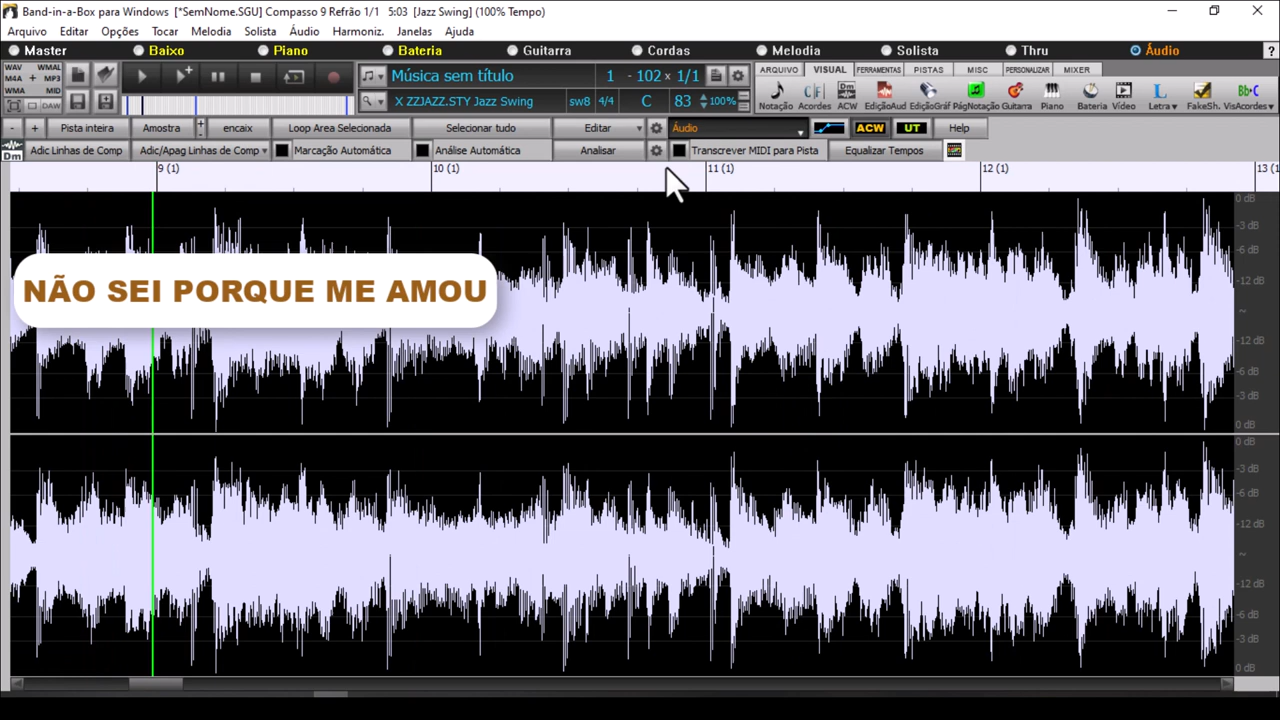 Band-in-a-Box para Windows [*SemNome.SGU] Compasso 9 Refrão 1/1 5:03 [Jazz Swing] (100% Tempo)
Arquivo Editar Opções Tocar Melodia Solista Áudio Harmoniz. Janelas Ajuda
Master Baixo Piano Bateria Guitarra Cordas Melodia Solista Thru Áudio ?
WAV WMAL
M4A + MP3
WMA MID
DAW
Música sem título 1 - 102 x 1/1
X ZZJAZZ.STY Jazz Swing sw8 4/4 C 83 100%
ARQUIVO VISUAL FERRAMENTAS PISTAS MISC PERSONALIZAR MIXER
Notação Acordes ACW EdiçãoAud EdiçãoGráf PágNotação Guitarra Piano Bateria Vídeo Letra FakeSh. VisAcordes
- + Pista inteira Amostra + - encaix Loop Area Selecionada Selecionar tudo Editar Áudio ACW UT Help
Dm Adic Linhas de Comp Adic/Apag Linhas de Comp Marcação Automática Análise Automática Analisar Transcrever MIDI para Pista Equalizar Tempos
9 (1) 10 (1) 11 (1) 12 (1) 13 (1
0 dB
-3 dB
-6 dB
-12 dB
~
-12 dB
-6 dB
-3 dB
0 dB
NÃO SEI PORQUE ME AMOU
0 dB
-3 dB
-6 dB
-12 dB
~
-12 dB
-6 dB
-3 dB
0 dB